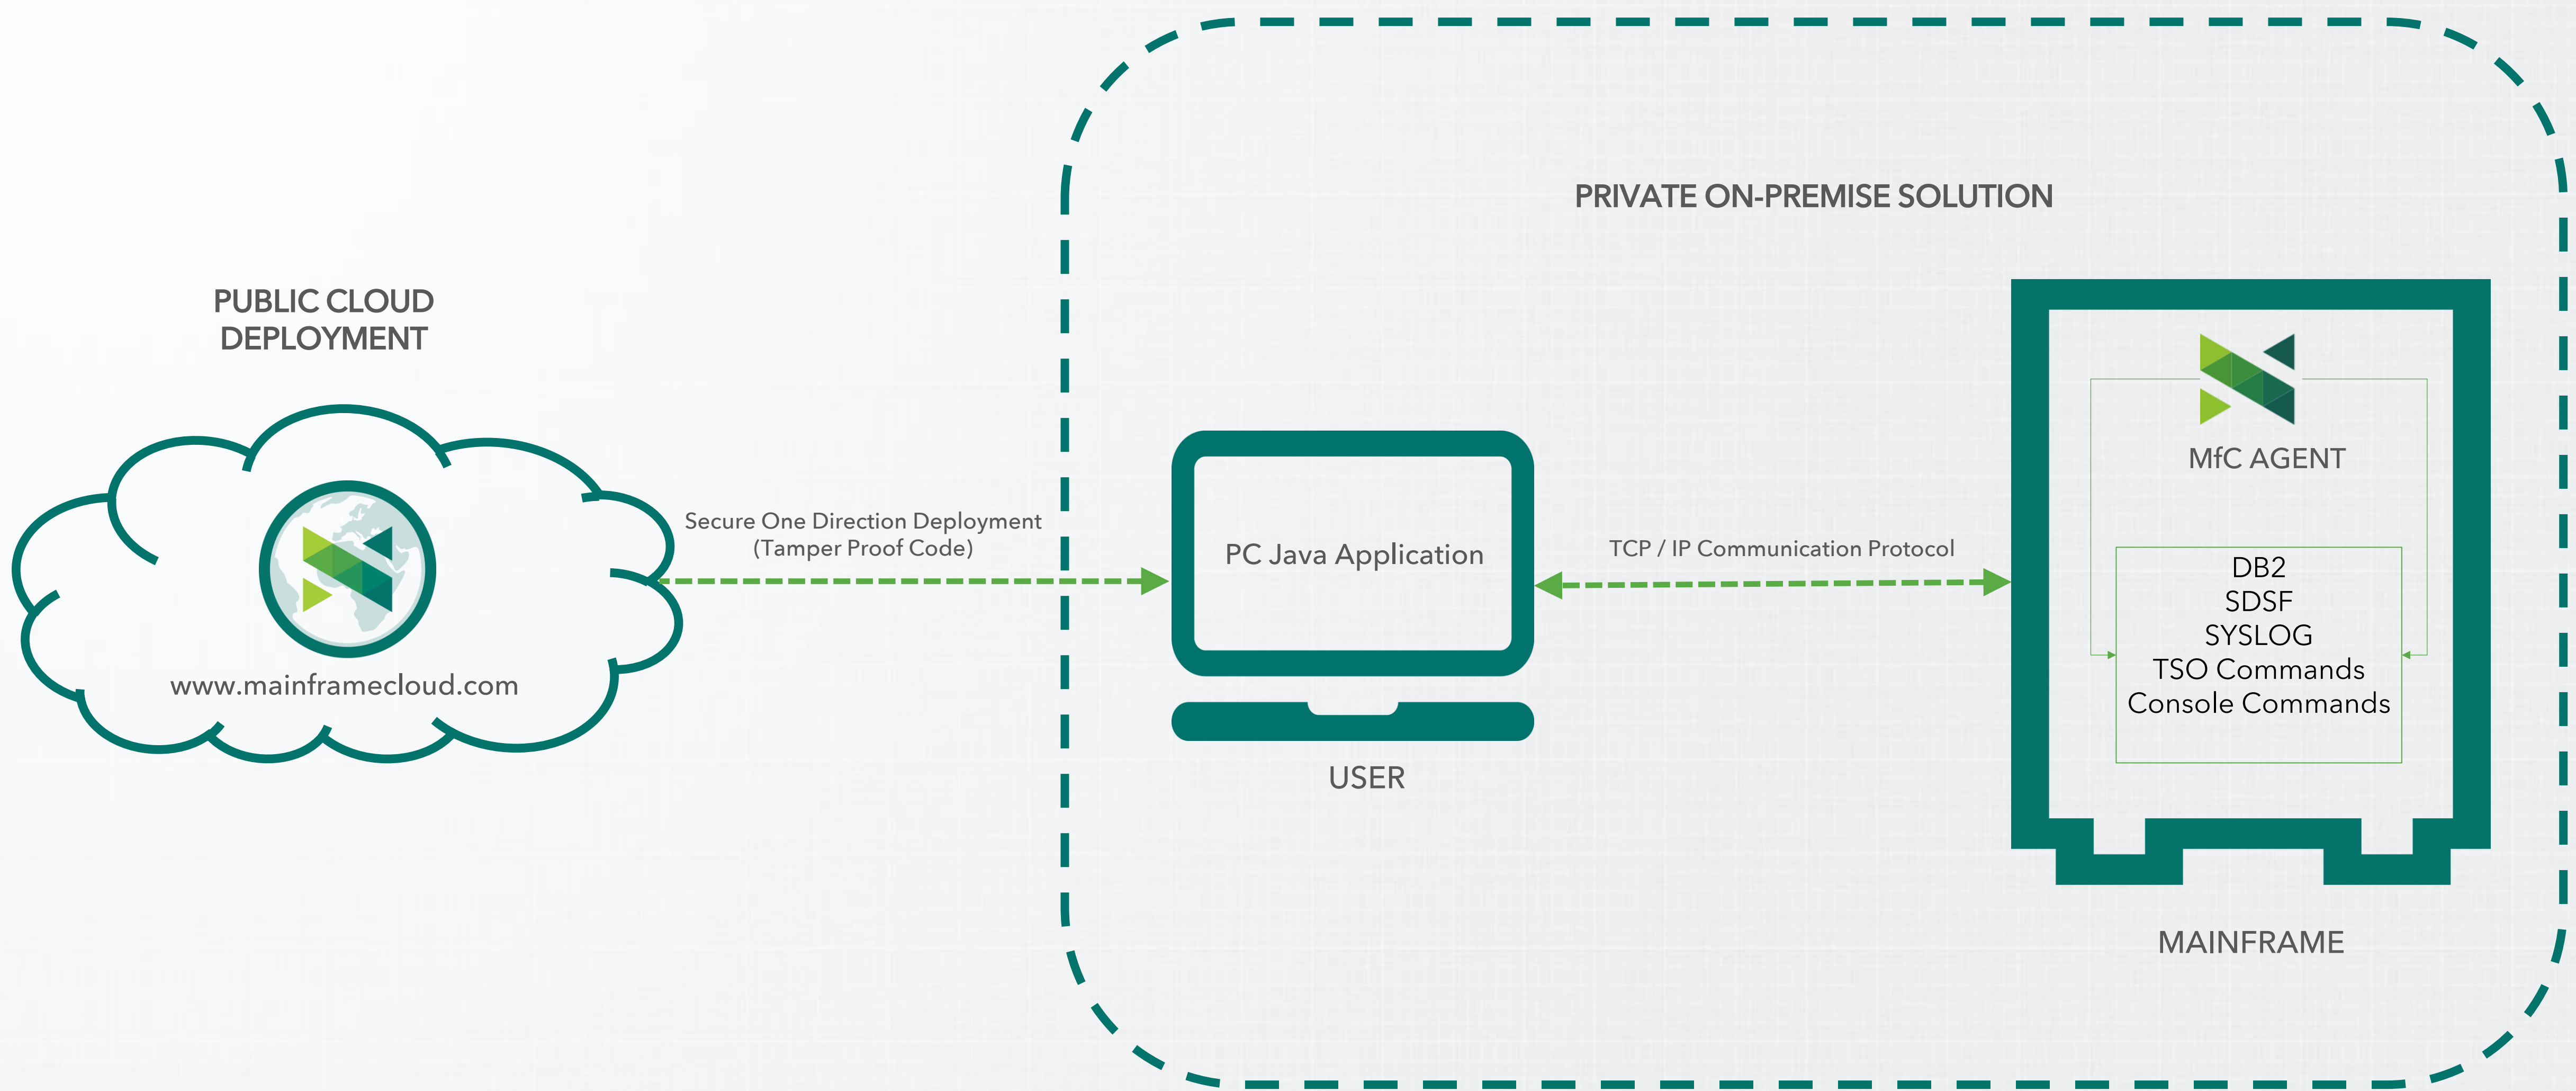 PRIVATE ON-PREMISE SOLUTION
PUBLIC CLOUD
DEPLOYMENT
www.mainframecloud.com
Secure One Direction Deployment
(Tamper Proof Code)
PC Java Application
USER
TCP / IP Communication Protocol
MfC AGENT
DB2
SDSF
SYSLOG
TSO Commands
Console Commands
MAINFRAME